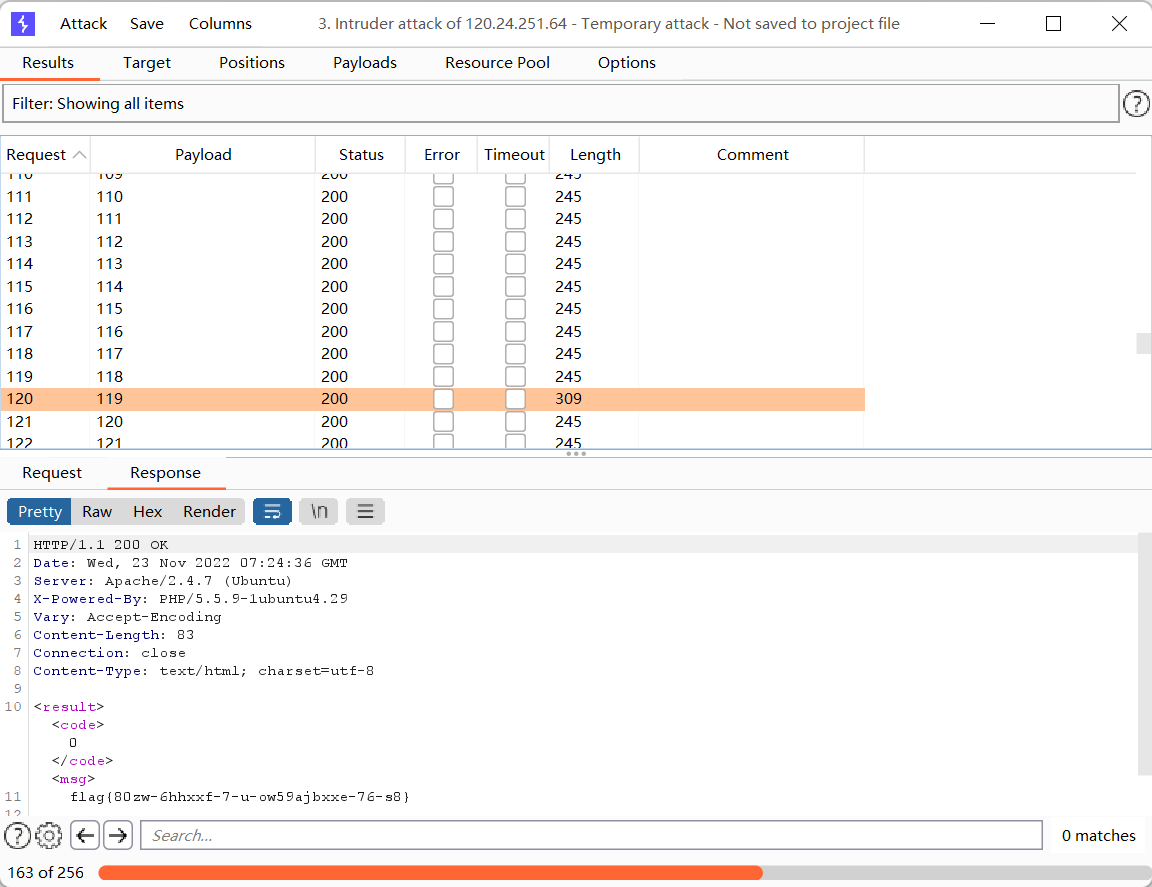 Attack Save Columns 3. Intruder attack of 120.24.251.64 - Temporary attack - Not saved to project file
Results Target Positions Payloads Resource Pool Options
Filter: Showing all items
Request Payload Status Error Timeout Length Comment
110 109 200 245
111 110 200 245
112 111 200 245
113 112 200 245
114 113 200 245
115 114 200 245
116 115 200 245
117 116 200 245
118 117 200 245
119 118 200 245
120 119 200 309
121 120 200 245
122 121 200 245
Request Response
Pretty Raw Hex Render \n
1 HTTP/1.1 200 OK
2 Date: Wed, 23 Nov 2022 07:24:36 GMT
3 Server: Apache/2.4.7 (Ubuntu)
4 X-Powered-By: PHP/5.5.9-1ubuntu4.29
5 Vary: Accept-Encoding
6 Content-Length: 83
7 Connection: close
8 Content-Type: text/html; charset=utf-8
9
10 <result>
<code>
0
</code>
<msg>
11 flag{80zw-6hhxxf-7-u-ow59ajbxxe-76-s8}
12
Search... 0 matches
163 of 256